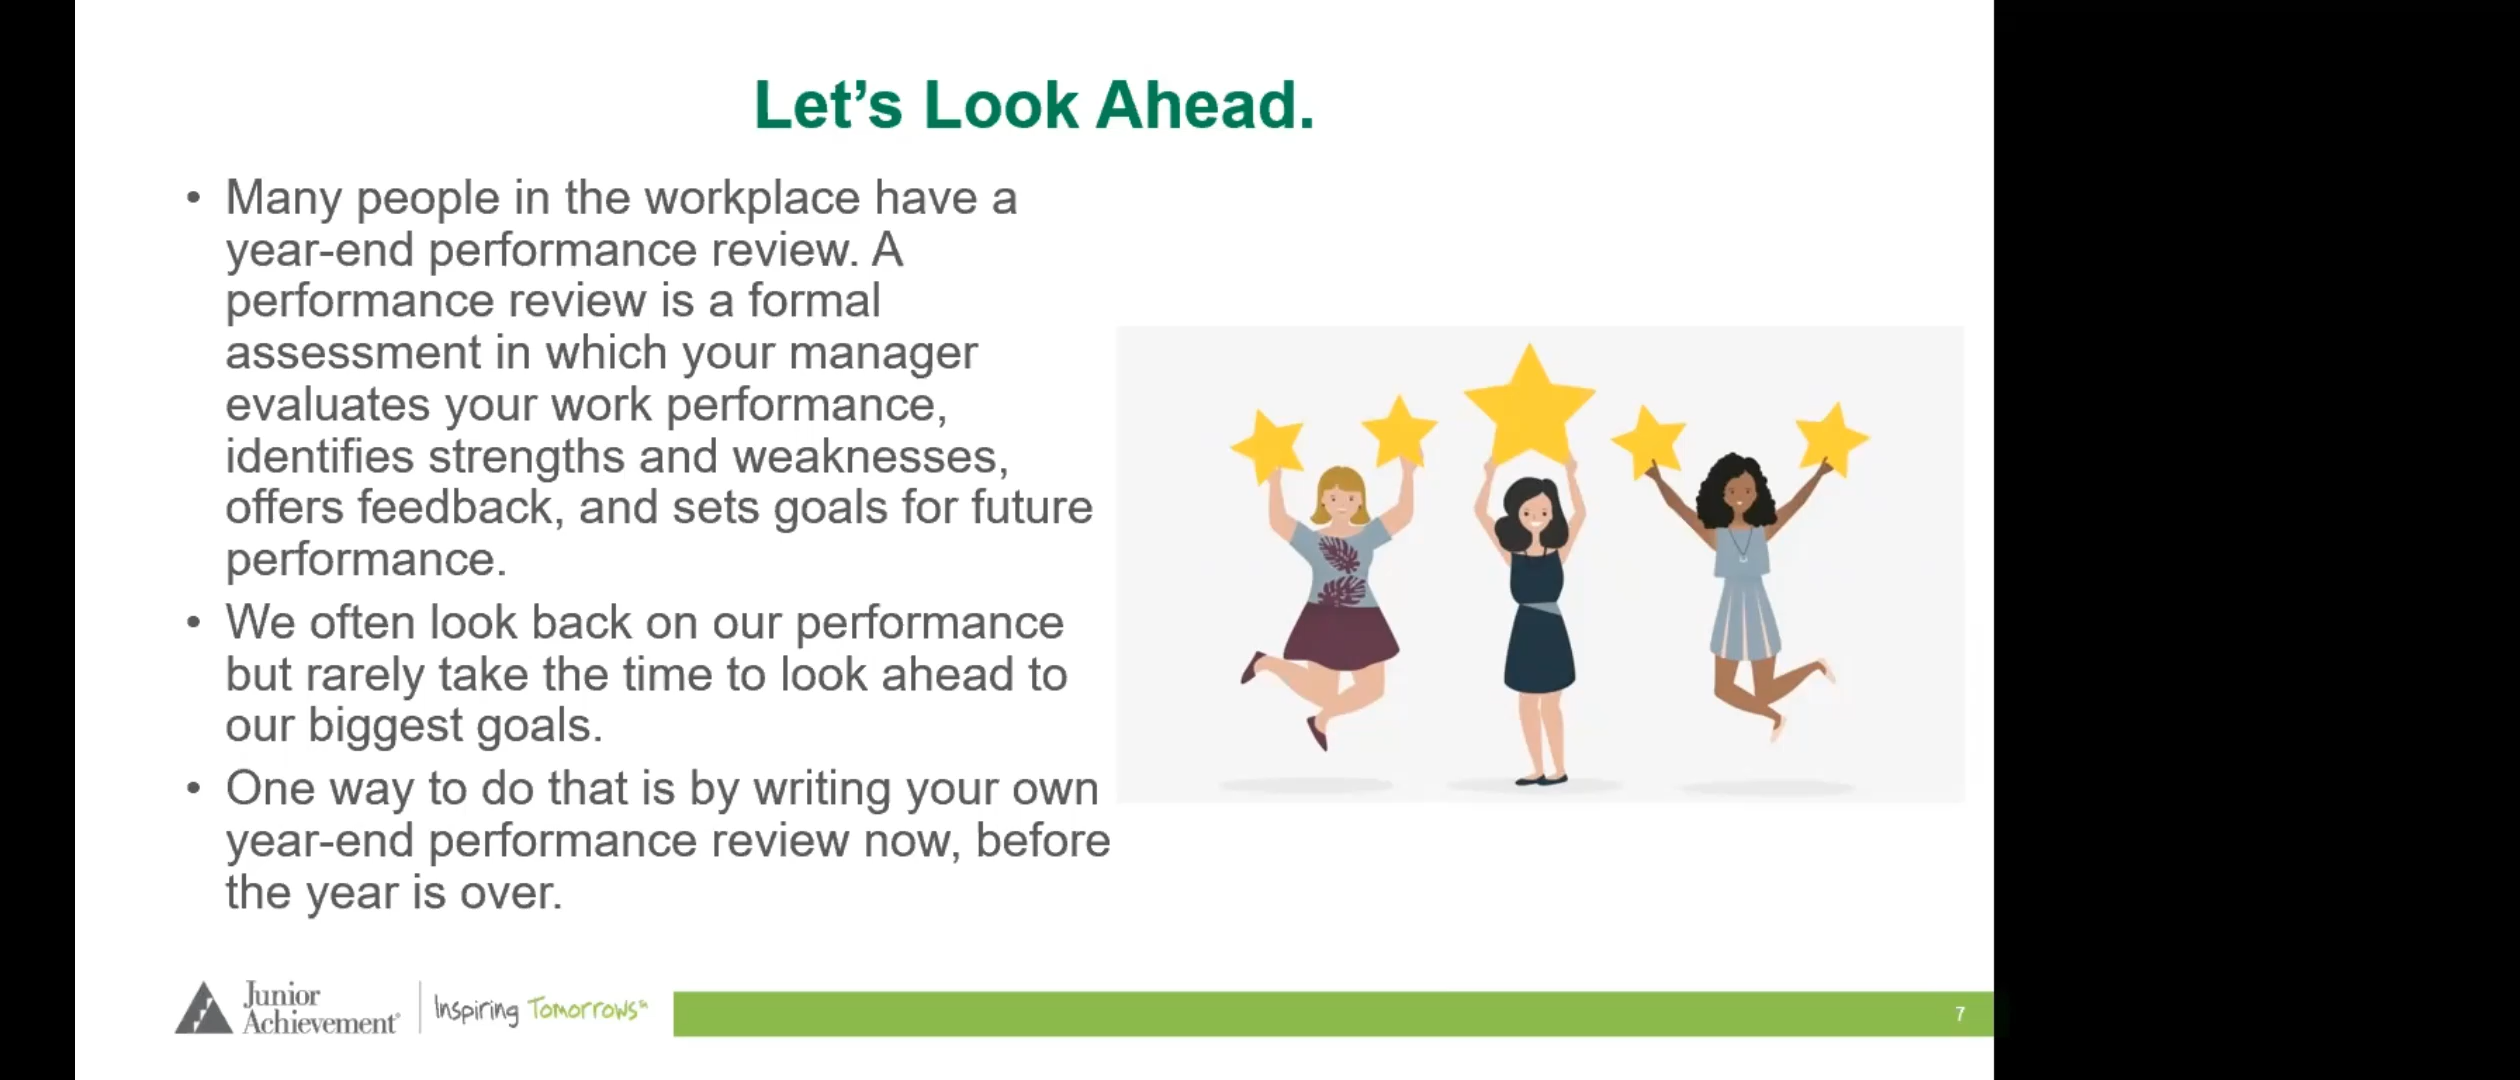 Let’s Look Ahead.
• Many people in the workplace have a
year-end performance review. A
performance review is a formal
assessment in which your manager
evaluates your work performance,
identifies strengths and weaknesses,
offers feedback, and sets goals for future
performance.
• We often look back on our performance
but rarely take the time to look ahead to
our biggest goals.
• One way to do that is by writing your own
year-end performance review now, before
the year is over.
Junior
Achievement®
Inspiring Tomorrows℠
7